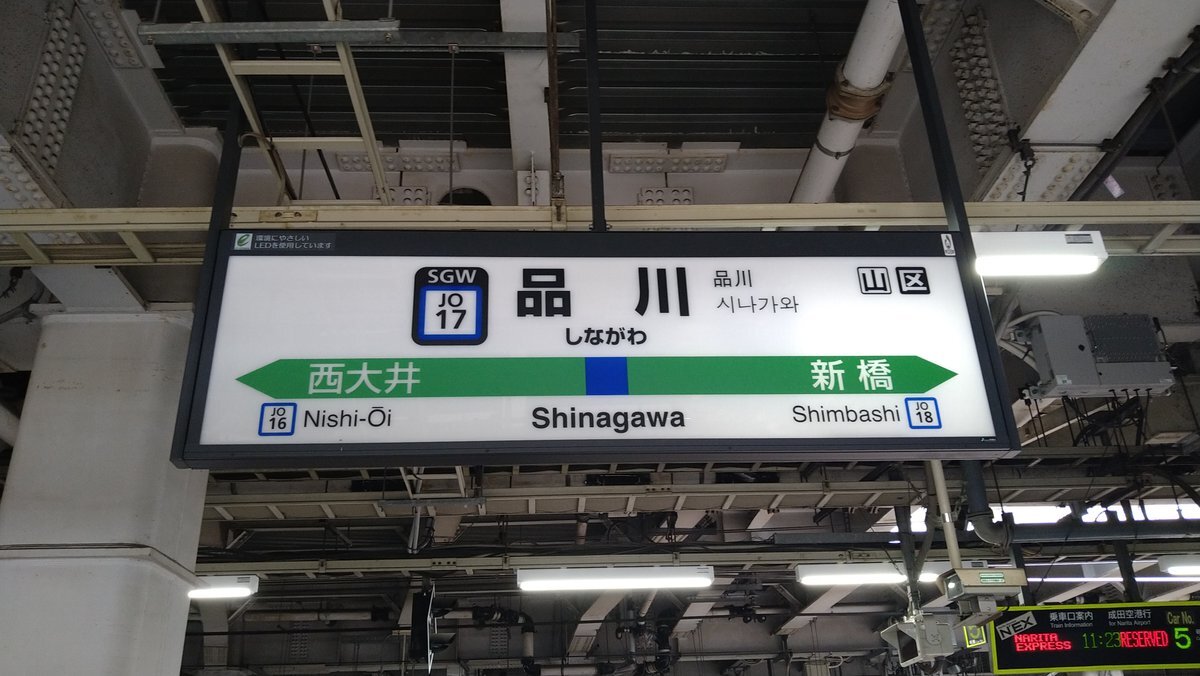 環境にやさしい
LEDを使用しています
SGW
JO
17
品川
しながわ
品川
시나가와
山 区
西大井
新橋
JO
16
Nishi-Ōi
Shinagawa
Shimbashi
JO
18
NEX
乗車口案内
Train Information
成田空港行
for Narita Airport
Car No.
NARITA
EXPRESS
11:23
RESERVED
5